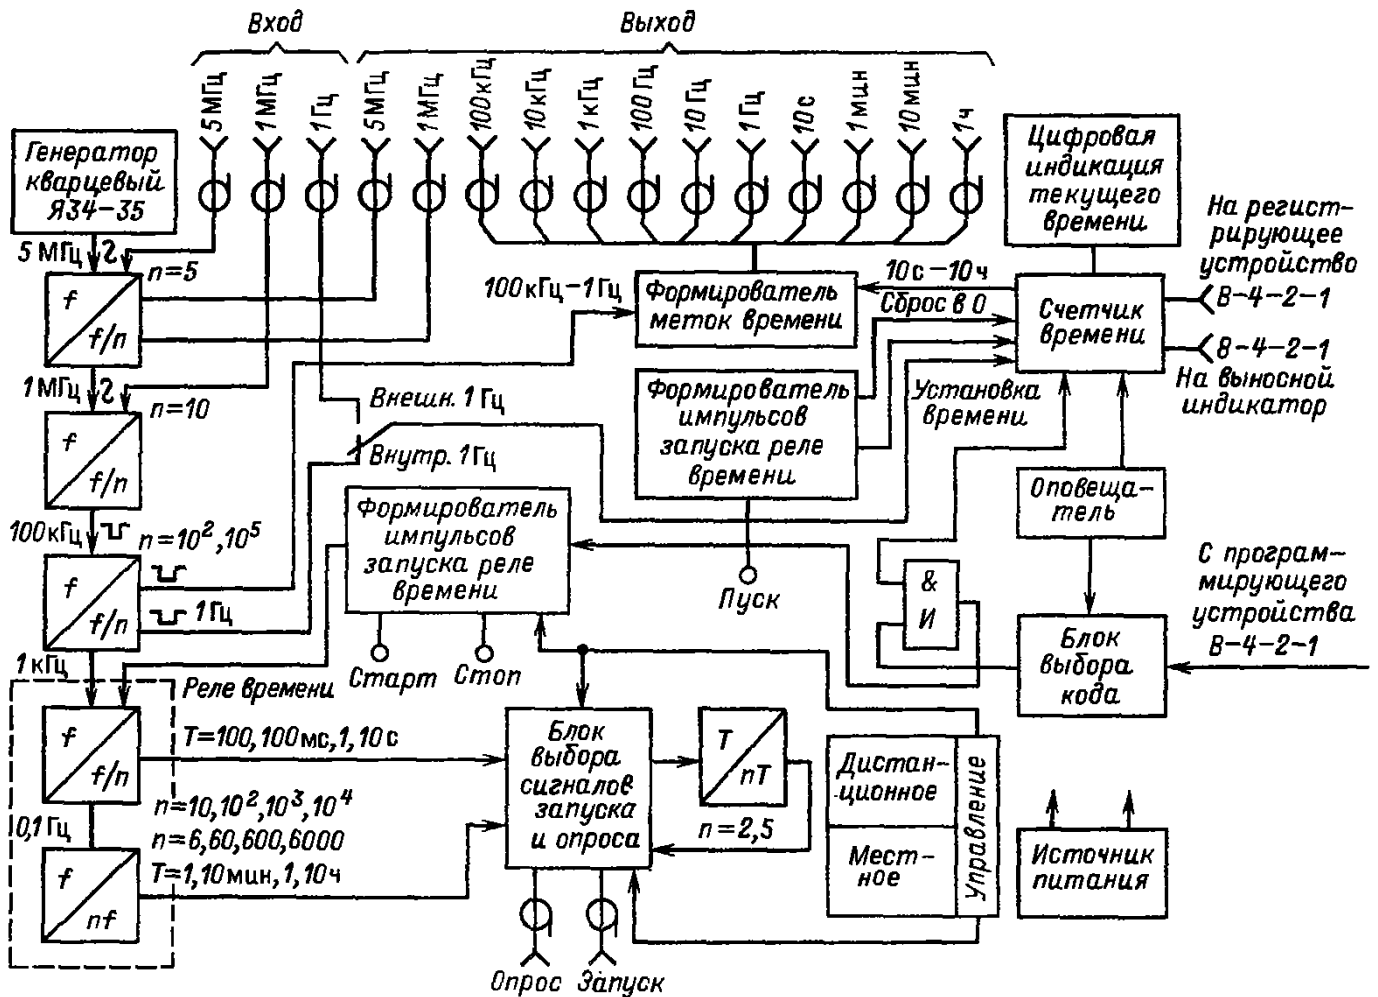 Вход
Выход
5 МГц
1 МГц
1 Гц
5 МГц
1 МГц
100 кГц
10 кГц
1 кГц
100 Гц
10 Гц
1 Гц
10 с
1 мин
10 мин
1 ч
Генератор
кварцевый
Я34-35
Цифровая
индикация
текущего
времени
На регист-
рирующее
устройство
8-4-2-1
8-4-2-1
На выносной
индикатор
5 МГц
n=5
f
f/n
100 кГц-1 Гц
Формирователь
меток времени
10 с-10 ч
Сброс в 0
Счетчик
времени
1 МГц
n=10
f
f/n
Внешн. 1 Гц
Внутр. 1 Гц
Формирователь
импульсов
запуска реле
времени
Установка
времени
Пуск
Оповеща-
тель
100 кГц
n=10², 10⁵
f
f/n
1 Гц
Формирователь
импульсов
запуска реле
времени
Старт
Стоп
&
И
С програм-
мирующего
устройства
8-4-2-1
Блок
выбора
кода
1 кГц
Реле времени
f
f/n
T=100, 100 мс, 1, 10 с
n=10, 10², 10³, 10⁴
0,1 Гц
n=6, 60, 600, 6000
T=1, 10 мин, 1, 10 ч
f
nf
Блок
выбора
сигналов
запуска
и опроса
T
nT
n=2,5
Дистан-
ционное
Мест-
ное
Управление
Источник
питания
Опрос
Запуск